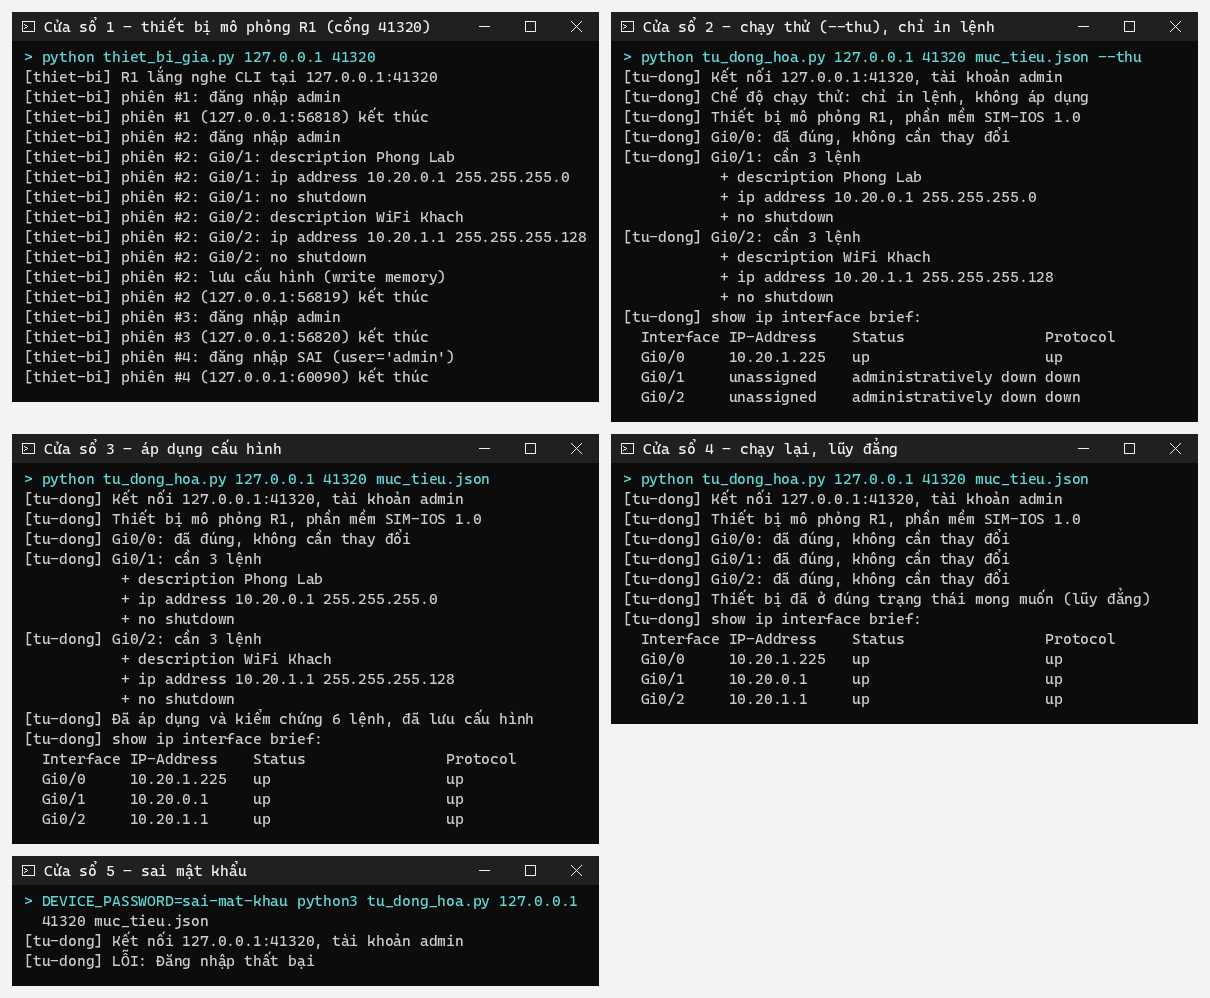 Cửa sổ 1 – thiết bị mô phỏng R1 (cổng 41320)
> python thiet_bi_gia.py 127.0.0.1 41320
[thiet-bi] R1 lắng nghe CLI tại 127.0.0.1:41320
[thiet-bi] phiên #1: đăng nhập admin
[thiet-bi] phiên #1 (127.0.0.1:56818) kết thúc
[thiet-bi] phiên #2: đăng nhập admin
[thiet-bi] phiên #2: Gi0/1: description Phong Lab
[thiet-bi] phiên #2: Gi0/1: ip address 10.20.0.1 255.255.255.0
[thiet-bi] phiên #2: Gi0/1: no shutdown
[thiet-bi] phiên #2: Gi0/2: description WiFi Khach
[thiet-bi] phiên #2: Gi0/2: ip address 10.20.1.1 255.255.255.128
[thiet-bi] phiên #2: Gi0/2: no shutdown
[thiet-bi] phiên #2: lưu cấu hình (write memory)
[thiet-bi] phiên #2 (127.0.0.1:56819) kết thúc
[thiet-bi] phiên #3: đăng nhập admin
[thiet-bi] phiên #3 (127.0.0.1:56820) kết thúc
[thiet-bi] phiên #4: đăng nhập SAI (user='admin')
[thiet-bi] phiên #4 (127.0.0.1:60090) kết thúc
Cửa sổ 2 – chạy thử (--thu), chỉ in lệnh
> python tu_dong_hoa.py 127.0.0.1 41320 muc_tieu.json --thu
[tu-dong] Kết nối 127.0.0.1:41320, tài khoản admin
[tu-dong] Chế độ chạy thử: chỉ in lệnh, không áp dụng
[tu-dong] Thiết bị mô phỏng R1, phần mềm SIM-IOS 1.0
[tu-dong] Gi0/0: đã đúng, không cần thay đổi
[tu-dong] Gi0/1: cần 3 lệnh
+ description Phong Lab
+ ip address 10.20.0.1 255.255.255.0
+ no shutdown
[tu-dong] Gi0/2: cần 3 lệnh
+ description WiFi Khach
+ ip address 10.20.1.1 255.255.255.128
+ no shutdown
[tu-dong] show ip interface brief:
Interface IP-Address Status Protocol
Gi0/0 10.20.1.225 up up
Gi0/1 unassigned administratively down down
Gi0/2 unassigned administratively down down
Cửa sổ 3 – áp dụng cấu hình
> python tu_dong_hoa.py 127.0.0.1 41320 muc_tieu.json
[tu-dong] Kết nối 127.0.0.1:41320, tài khoản admin
[tu-dong] Thiết bị mô phỏng R1, phần mềm SIM-IOS 1.0
[tu-dong] Gi0/0: đã đúng, không cần thay đổi
[tu-dong] Gi0/1: cần 3 lệnh
+ description Phong Lab
+ ip address 10.20.0.1 255.255.255.0
+ no shutdown
[tu-dong] Gi0/2: cần 3 lệnh
+ description WiFi Khach
+ ip address 10.20.1.1 255.255.255.128
+ no shutdown
[tu-dong] Đã áp dụng và kiểm chứng 6 lệnh, đã lưu cấu hình
[tu-dong] show ip interface brief:
Interface IP-Address Status Protocol
Gi0/0 10.20.1.225 up up
Gi0/1 10.20.0.1 up up
Gi0/2 10.20.1.1 up up
Cửa sổ 4 – chạy lại, lũy đẳng
> python tu_dong_hoa.py 127.0.0.1 41320 muc_tieu.json
[tu-dong] Kết nối 127.0.0.1:41320, tài khoản admin
[tu-dong] Thiết bị mô phỏng R1, phần mềm SIM-IOS 1.0
[tu-dong] Gi0/0: đã đúng, không cần thay đổi
[tu-dong] Gi0/1: đã đúng, không cần thay đổi
[tu-dong] Gi0/2: đã đúng, không cần thay đổi
[tu-dong] Thiết bị đã ở đúng trạng thái mong muốn (lũy đẳng)
[tu-dong] show ip interface brief:
Interface IP-Address Status Protocol
Gi0/0 10.20.1.225 up up
Gi0/1 10.20.0.1 up up
Gi0/2 10.20.1.1 up up
Cửa sổ 5 – sai mật khẩu
> DEVICE_PASSWORD=sai-mat-khau python3 tu_dong_hoa.py 127.0.0.1
41320 muc_tieu.json
[tu-dong] Kết nối 127.0.0.1:41320, tài khoản admin
[tu-dong] LỖI: Đăng nhập thất bại